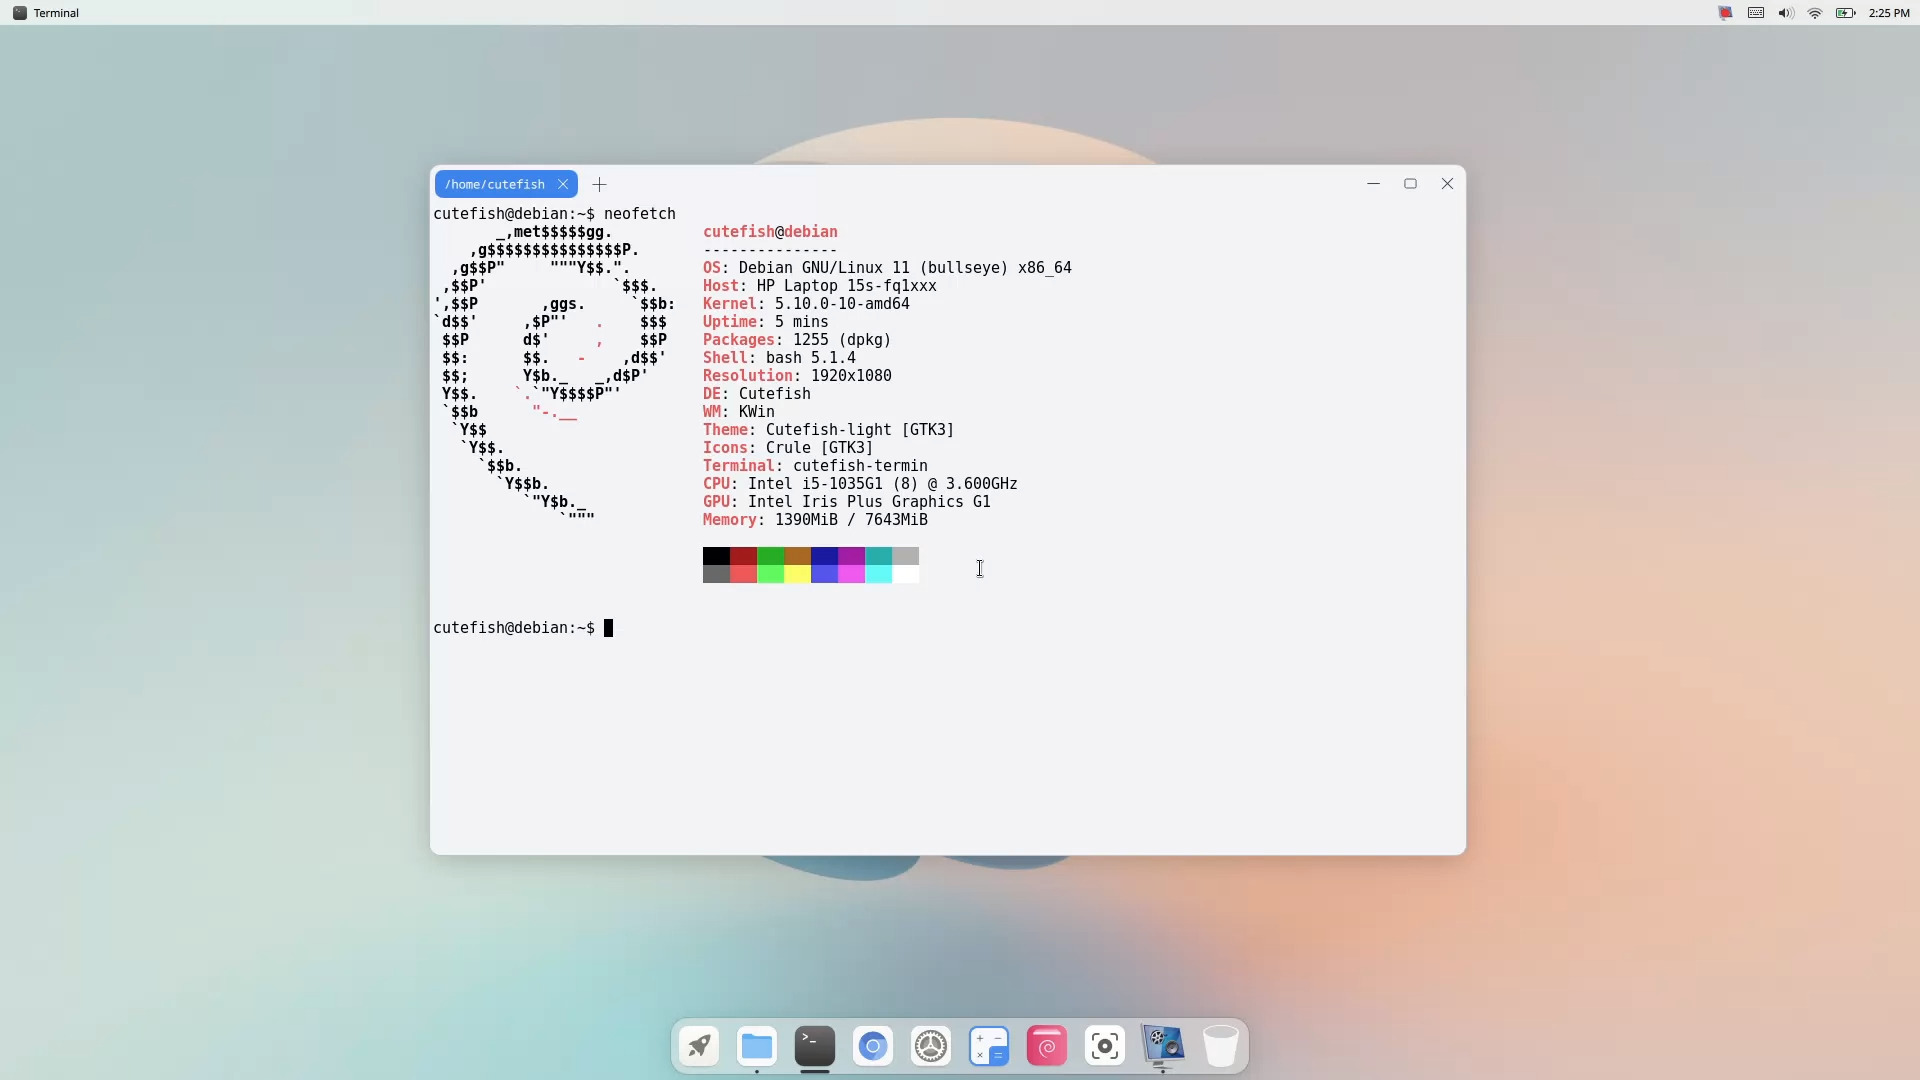 Terminal 2:25 PM
/home/cutefish
cutefish@debian:~$ neofetch
       _,met$$$$$gg.          cutefish@debian
    ,g$$$$$$$$$$$$$$$P.       ---------------
  ,g$$P"     """Y$$.".        OS: Debian GNU/Linux 11 (bullseye) x86_64
 ,$$P'              `$$$.     Host: HP Laptop 15s-fq1xxx
',$$P       ,ggs.     `$$b:   Kernel: 5.10.0-10-amd64
`d$$'     ,$P"'   .    $$$    Uptime: 5 mins
 $$P      d$'     ,    $$P    Packages: 1255 (dpkg)
 $$:      $$.   -    ,d$$'    Shell: bash 5.1.4
 $$;      Y$b._   _,d$P'      Resolution: 1920x1080
 Y$$.    `.`"Y$$$$P"'         DE: Cutefish
 `$$b      "-.__              WM: KWin
  `Y$$                        Theme: Cutefish-light [GTK3]
   `Y$$.                      Icons: Crule [GTK3]
     `$$b.                    Terminal: cutefish-termin
       `Y$$b.                 CPU: Intel i5-1035G1 (8) @ 3.600GHz
          `"Y$b._             GPU: Intel Iris Plus Graphics G1
              `"""            Memory: 1390MiB / 7643MiB
cutefish@debian:~$
>_
+ −
× =